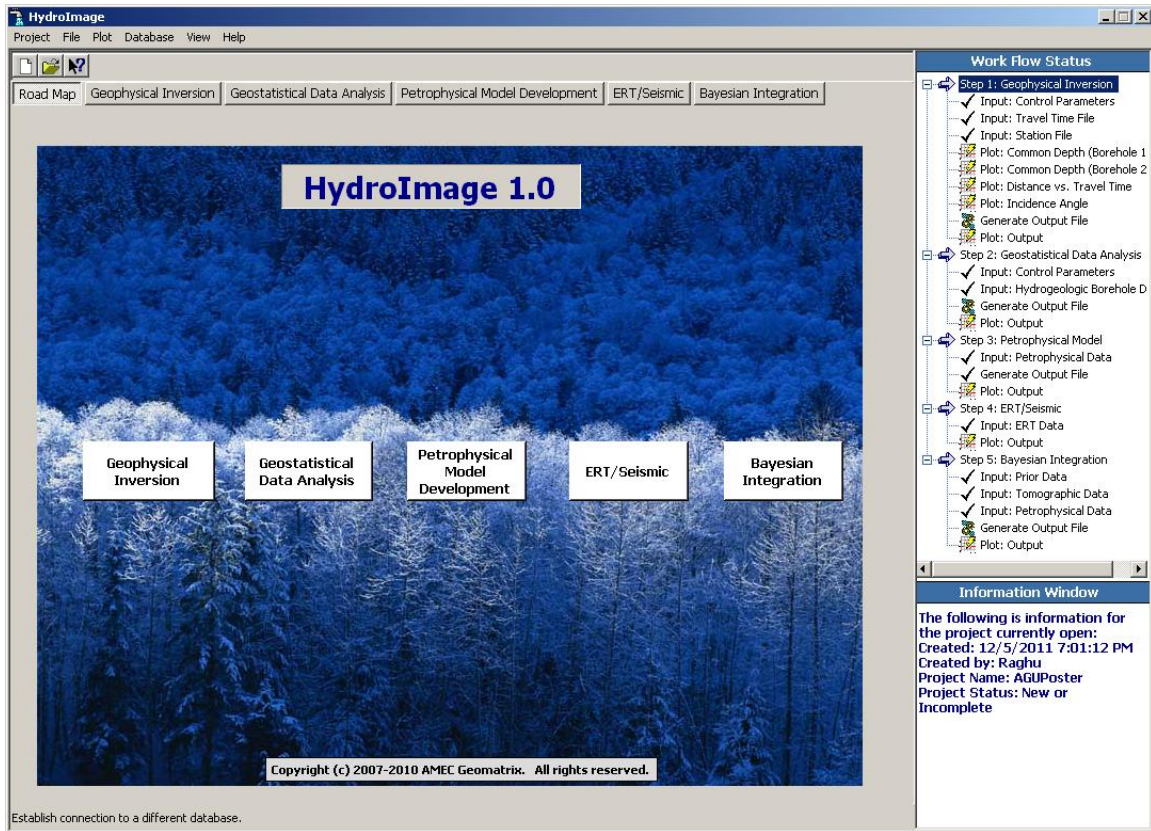 HydroImage
Project File Plot Database View Help
Road Map Geophysical Inversion Geostatistical Data Analysis Petrophysical Model Development ERT/Seismic Bayesian Integration
HydroImage 1.0
Geophysical
Inversion
Geostatistical
Data Analysis
Petrophysical
Model
Development
ERT/Seismic
Bayesian
Integration
Copyright (c) 2007-2010 AMEC Geomatrix. All rights reserved.
Establish connection to a different database.
Work Flow Status
Step 1: Geophysical Inversion
Input: Control Parameters
Input: Travel Time File
Input: Station File
Plot: Common Depth (Borehole 1
Plot: Common Depth (Borehole 2
Plot: Distance vs. Travel Time
Plot: Incidence Angle
Generate Output File
Plot: Output
Step 2: Geostatistical Data Analysis
Input: Control Parameters
Input: Hydrogeologic Borehole D
Generate Output File
Plot: Output
Step 3: Petrophysical Model
Input: Petrophysical Data
Generate Output File
Plot: Output
Step 4: ERT/Seismic
Input: ERT Data
Plot: Output
Step 5: Bayesian Integration
Input: Prior Data
Input: Tomographic Data
Input: Petrophysical Data
Generate Output File
Plot: Output
Information Window
The following is information for
the project currently open:
Created: 12/5/2011 7:01:12 PM
Created by: Raghu
Project Name: AGUPoster
Project Status: New or
Incomplete